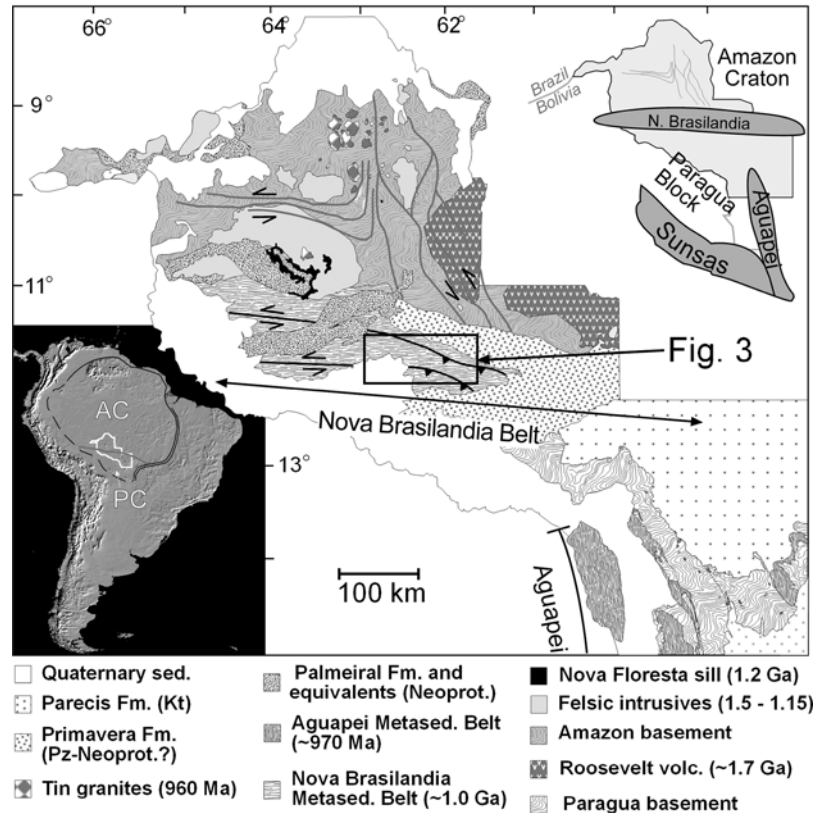 66
64
62
9°
11°
13°
Brazil
Bolivia
Amazon
Craton
N. Brasilandia
Paragua
Block
Sunsas
Aguapei
Fig. 3
Nova Brasilandia Belt
AC
PC
100 km
Aguapei
Quaternary sed.
Parecis Fm. (Kt)
Primavera Fm.
(Pz-Neoprot.?)
Tin granites (960 Ma)
Palmeiral Fm. and
equivalents (Neoprot.)
Aguapei Metased. Belt
(~970 Ma)
Nova Brasilandia
Metased. Belt (~1.0 Ga)
Nova Floresta sill (1.2 Ga)
Felsic intrusives (1.5 - 1.15)
Amazon basement
Roosevelt volc. (~1.7 Ga)
Paragua basement